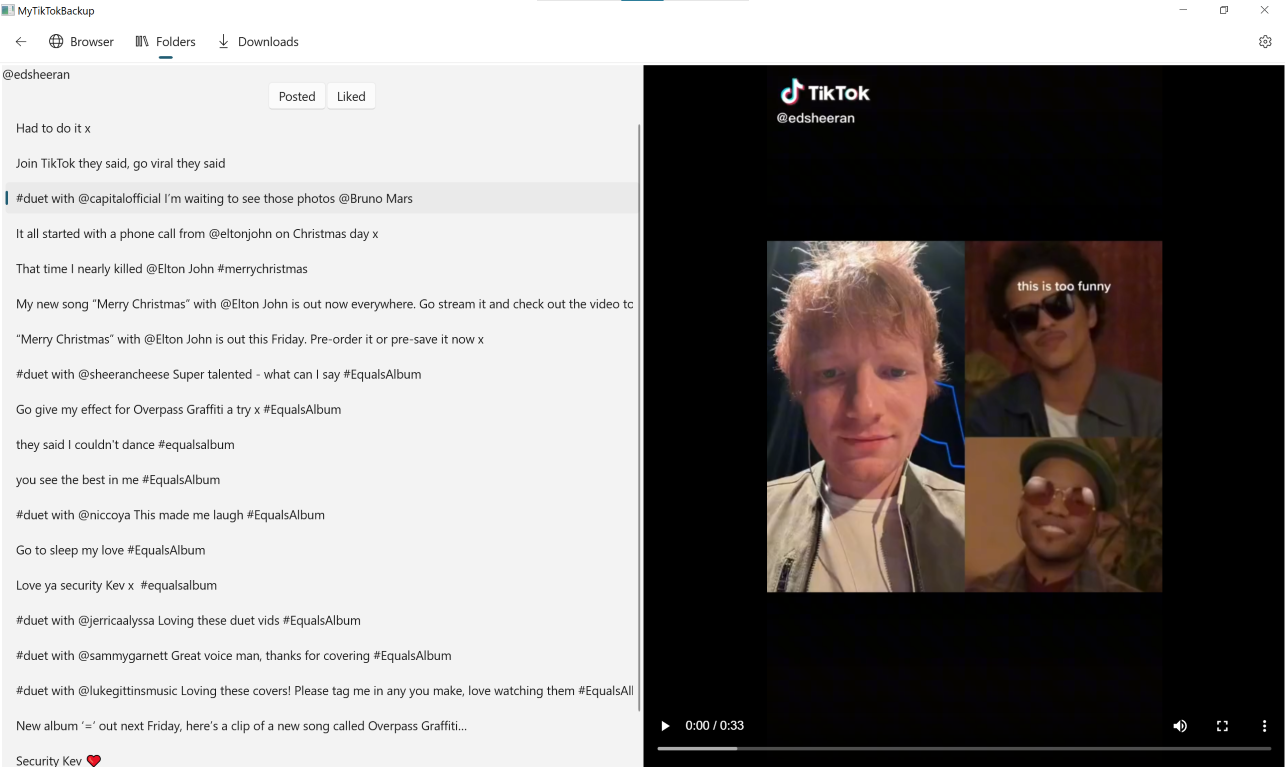 MyTikTokBackup
Browser
Folders
Downloads
@edsheeran
Posted
Liked
Had to do it x
Join TikTok they said, go viral they said
#duet with @capitalofficial I’m waiting to see those photos @Bruno Mars
It all started with a phone call from @eltonjohn on Christmas day x
That time I nearly killed @Elton John #merrychristmas
My new song “Merry Christmas” with @Elton John is out now everywhere. Go stream it and check out the video to
“Merry Christmas” with @Elton John is out this Friday. Pre-order it or pre-save it now x
#duet with @sheerancheese Super talented - what can I say #EqualsAlbum
Go give my effect for Overpass Graffiti a try x #EqualsAlbum
they said I couldn't dance #equalsalbum
you see the best in me #EqualsAlbum
#duet with @niccoya This made me laugh #EqualsAlbum
Go to sleep my love #EqualsAlbum
Love ya security Kev x  #equalsalbum
#duet with @jerricaalyssa Loving these duet vids #EqualsAlbum
#duet with @sammygarnett Great voice man, thanks for covering #EqualsAlbum
#duet with @lukegittinsmusic Loving these covers! Please tag me in any you make, love watching them #EqualsAll
New album ‘=’ out next Friday, here’s a clip of a new song called Overpass Graffiti...
Security Kev ❤️
TikTok
@edsheeran
this is too funny
0:00 / 0:33